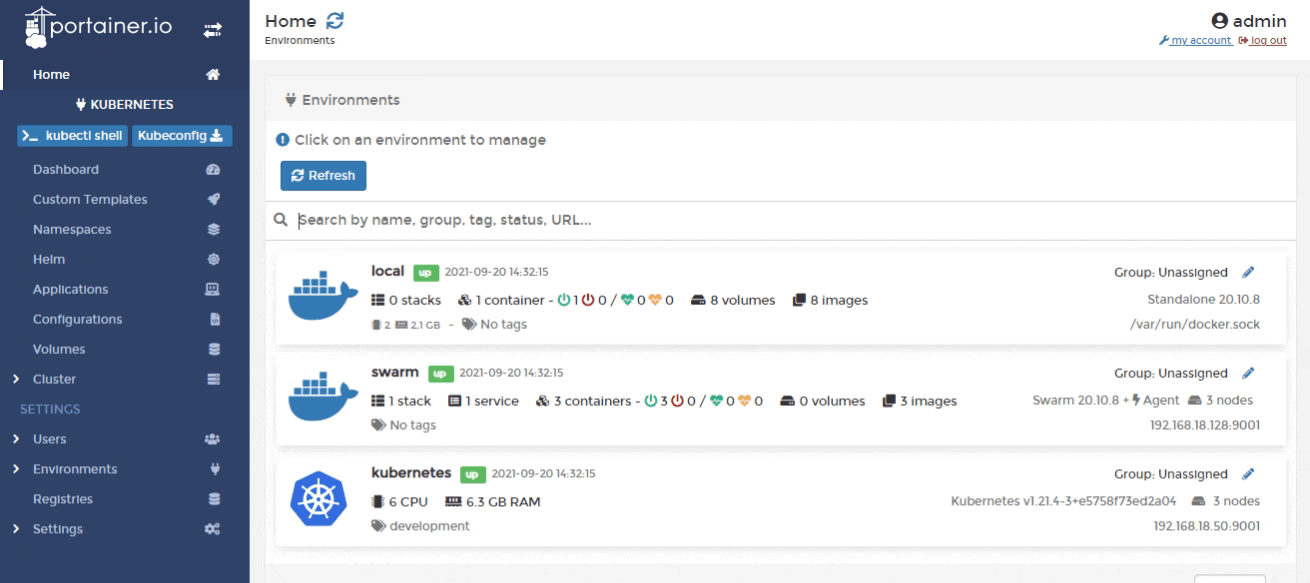 portainer.io
Home
KUBERNETES
kubectl shell Kubeconfig
Dashboard
Custom Templates
Namespaces
Helm
Applications
Configurations
Volumes
Cluster
SETTINGS
Users
Environments
Registries
Settings
Home
Environments
admin
my account log out
Environments
Click on an environment to manage
Refresh
Search by name, group, tag, status, URL...
local up 2021-09-20 14:32:15
Group: Unassigned
0 stacks 1 container - 1 0 / 0 0 8 volumes 8 images
Standalone 20.10.8
2 2.1 GB - No tags
/var/run/docker.sock
swarm up 2021-09-20 14:32:15
Group: Unassigned
1 stack 1 service 3 containers - 3 0 / 0 0 0 volumes 3 images
Swarm 20.10.8 + Agent 3 nodes
No tags
192.168.18.128:9001
kubernetes up 2021-09-20 14:32:15
Group: Unassigned
6 CPU 6.3 GB RAM
Kubernetes v1.21.4-3+e5758f73ed2a04 3 nodes
development
192.168.18.50:9001